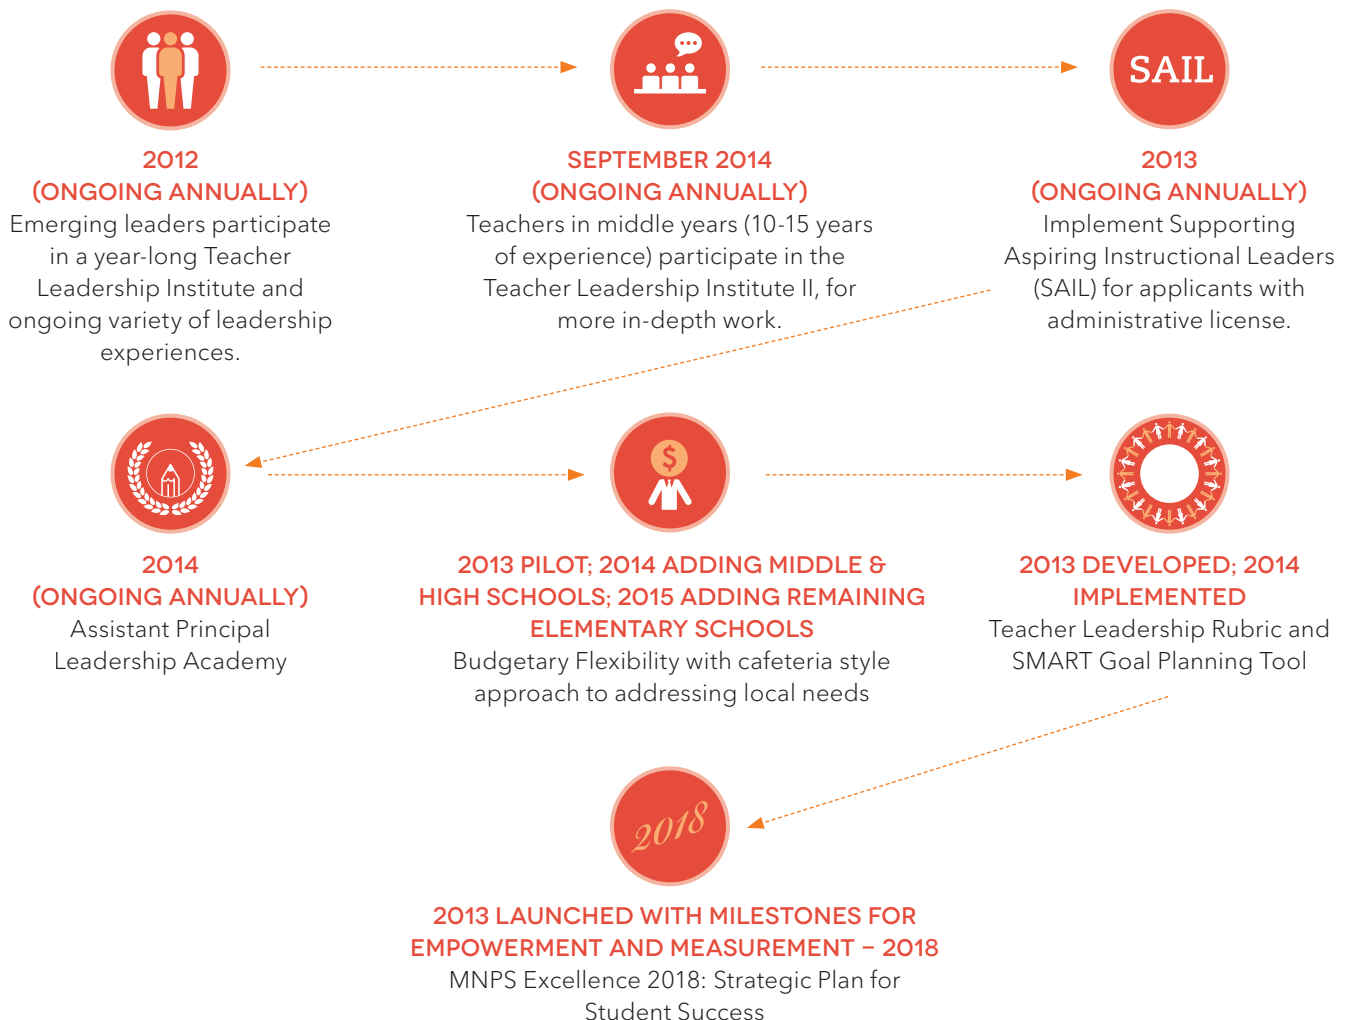 SAIL
2012
(ONGOING ANNUALLY)
Emerging leaders participate
in a year-long Teacher
Leadership Institute and
ongoing variety of leadership
experiences.
SEPTEMBER 2014
(ONGOING ANNUALLY)
Teachers in middle years (10-15 years
of experience) participate in the
Teacher Leadership Institute II, for
more in-depth work.
2013
(ONGOING ANNUALLY)
Implement Supporting
Aspiring Instructional Leaders
(SAIL) for applicants with
administrative license.
$
2014
(ONGOING ANNUALLY)
Assistant Principal
Leadership Academy
2013 PILOT; 2014 ADDING MIDDLE &
HIGH SCHOOLS; 2015 ADDING REMAINING
ELEMENTARY SCHOOLS
Budgetary Flexibility with cafeteria style
approach to addressing local needs
2013 DEVELOPED; 2014
IMPLEMENTED
Teacher Leadership Rubric and
SMART Goal Planning Tool
2018
2013 LAUNCHED WITH MILESTONES FOR
EMPOWERMENT AND MEASUREMENT – 2018
MNPS Excellence 2018: Strategic Plan for
Student Success